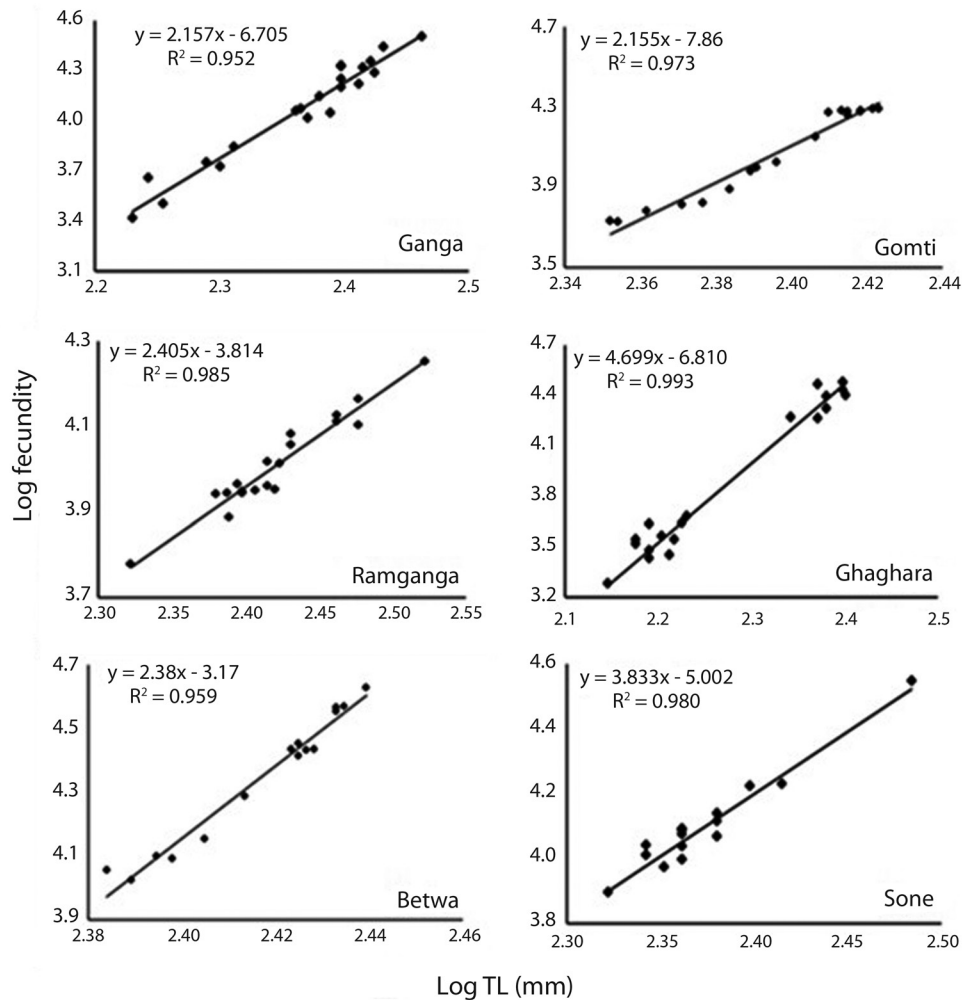 4.6
4.3
4.0
3.7
3.4
3.1
y = 2.157x - 6.705
R² = 0.952
Ganga
2.2 2.3 2.4 2.5
4.7
4.3
3.9
3.5
y = 2.155x - 7.86
R² = 0.973
Gomti
2.34 2.36 2.38 2.40 2.42 2.44
Log fecundity
4.3
4.1
3.9
3.7
y = 2.405x - 3.814
R² = 0.985
Ramganga
2.30 2.35 2.40 2.45 2.50 2.55
4.7
4.4
4.1
3.8
3.5
3.2
y = 4.699x - 6.810
R² = 0.993
Ghaghara
2.1 2.2 2.3 2.4 2.5
4.7
4.5
4.3
4.1
3.9
y = 2.38x - 3.17
R² = 0.959
Betwa
2.38 2.40 2.42 2.44 2.46
4.6
4.4
4.2
4.0
3.8
y = 3.833x - 5.002
R² = 0.980
Sone
2.30 2.35 2.40 2.45 2.50
Log TL (mm)